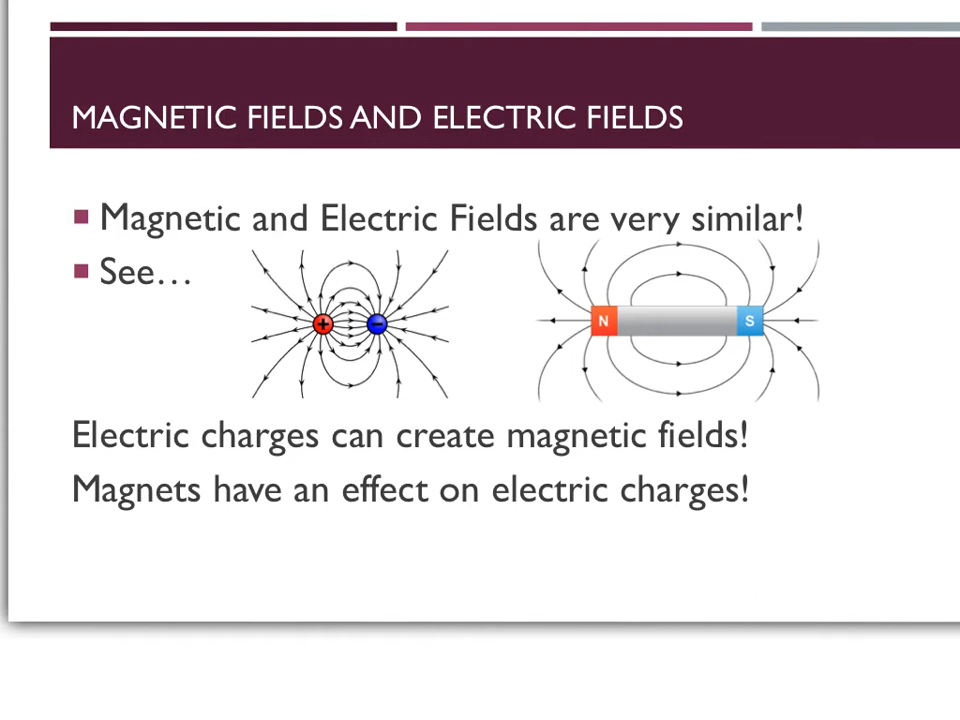 MAGNETIC FIELDS AND ELECTRIC FIELDS
Magnetic and Electric Fields are very similar!
See…
+ −
N S
Electric charges can create magnetic fields!
Magnets have an effect on electric charges!